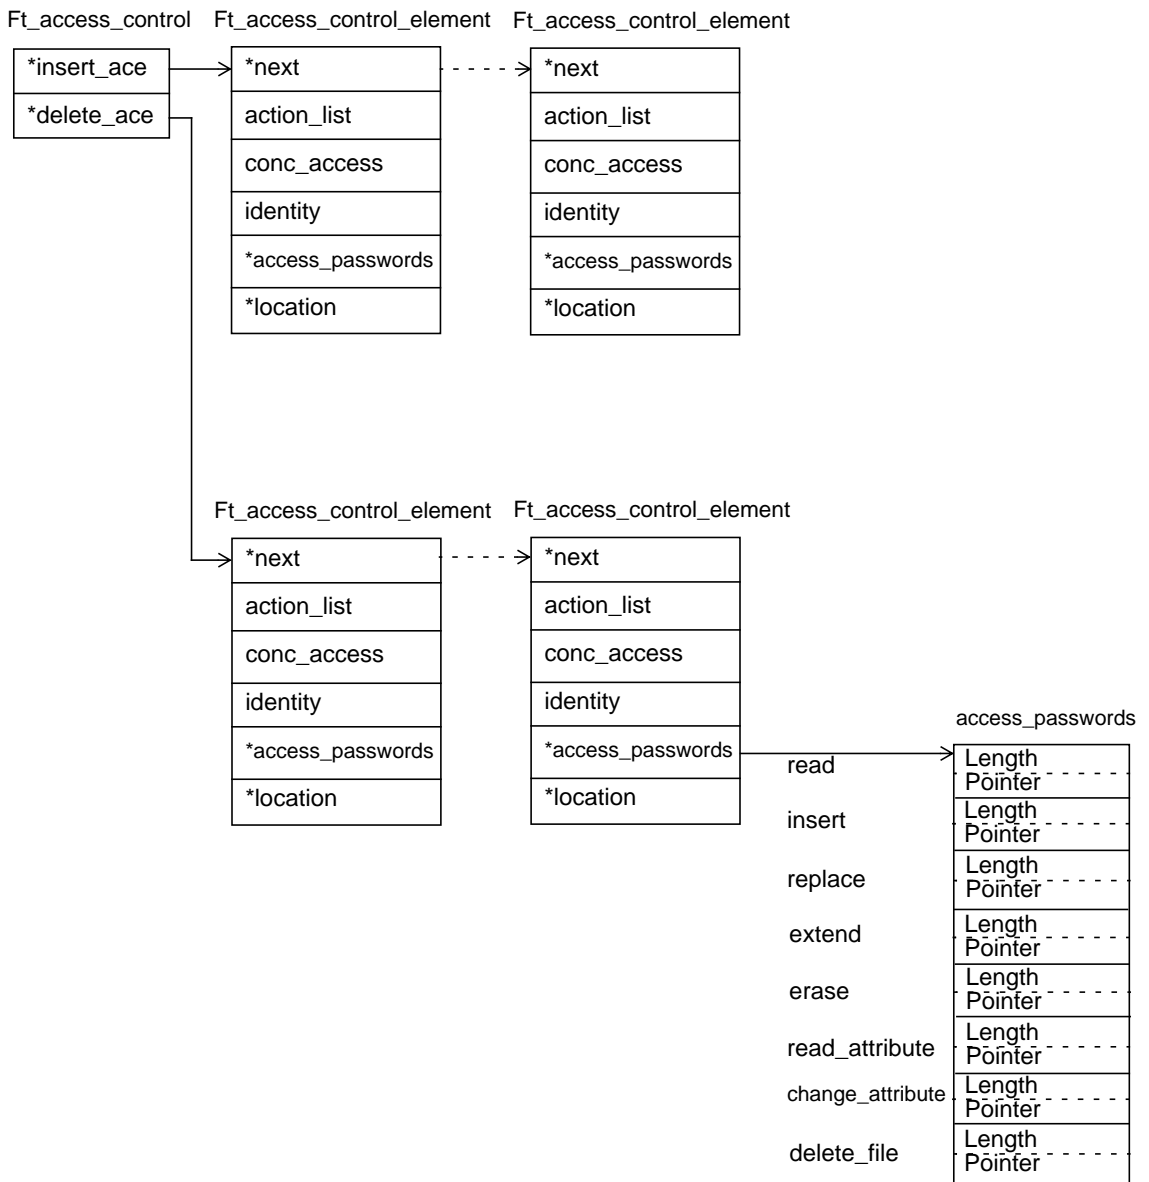 Ft_access_control Ft_access_control_element Ft_access_control_element
*insert_ace *next *next
*delete_ace action_list action_list
conc_access conc_access
identity identity
*access_passwords *access_passwords
*location *location
Ft_access_control_element Ft_access_control_element
*next *next
action_list action_list
conc_access conc_access
identity identity
access_passwords
*access_passwords *access_passwords
read Length
Pointer
*location *location
insert Length
Pointer
replace Length
Pointer
extend Length
Pointer
erase Length
Pointer
read_attribute Length
Pointer
change_attribute Length
Pointer
delete_file Length
Pointer